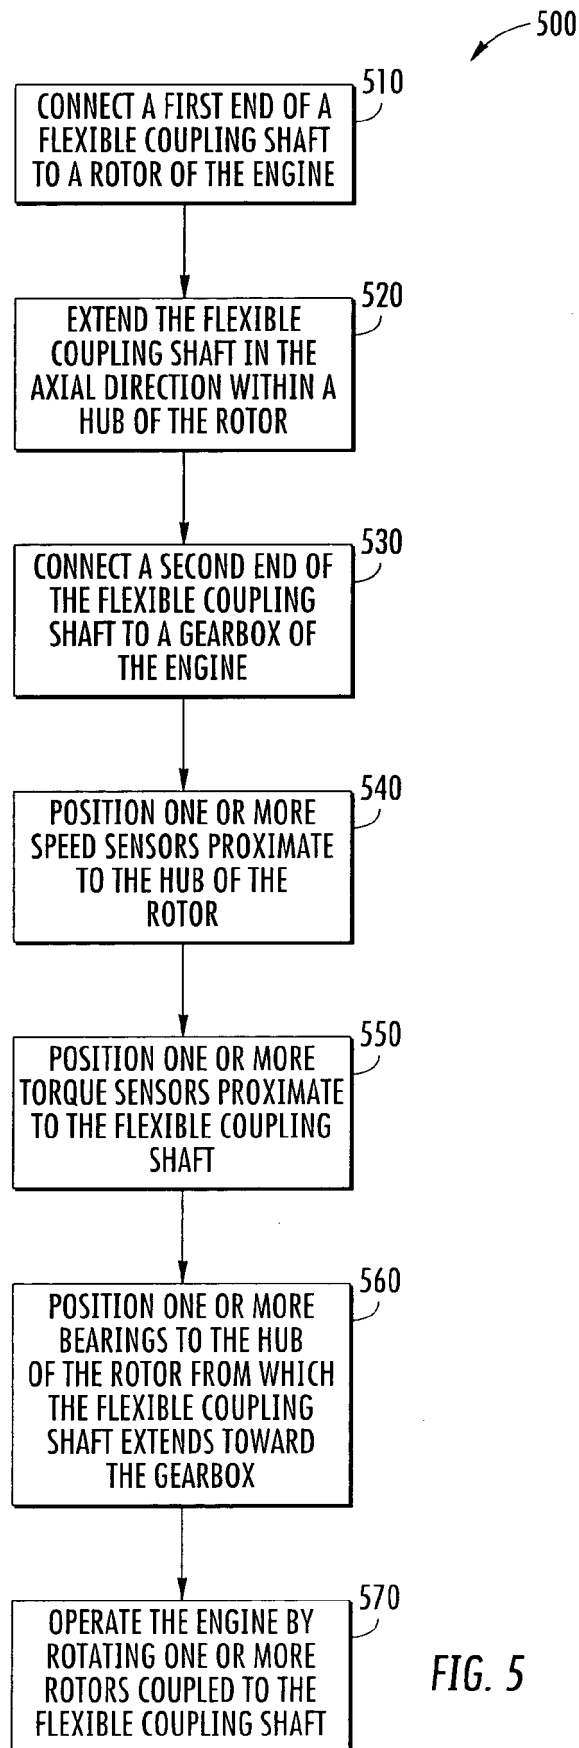 500
510
CONNECT A FIRST END OF A
FLEXIBLE COUPLING SHAFT
TO A ROTOR OF THE ENGINE
520
EXTEND THE FLEXIBLE
COUPLING SHAFT IN THE
AXIAL DIRECTION WITHIN A
HUB OF THE ROTOR
530
CONNECT A SECOND END OF
THE FLEXIBLE COUPLING
SHAFT TO A GEARBOX OF
THE ENGINE
540
POSITION ONE OR MORE
SPEED SENSORS PROXIMATE
TO THE HUB OF THE
ROTOR
550
POSITION ONE OR MORE
TORQUE SENSORS PROXIMATE
TO THE FLEXIBLE COUPLING
SHAFT
560
POSITION ONE OR MORE
BEARINGS TO THE HUB
OF THE ROTOR FROM WHICH
THE FLEXIBLE COUPLING
SHAFT EXTENDS TOWARD
THE GEARBOX
570
OPERATE THE ENGINE BY
ROTATING ONE OR MORE
ROTORS COUPLED TO THE
FLEXIBLE COUPLING SHAFT
FIG. 5